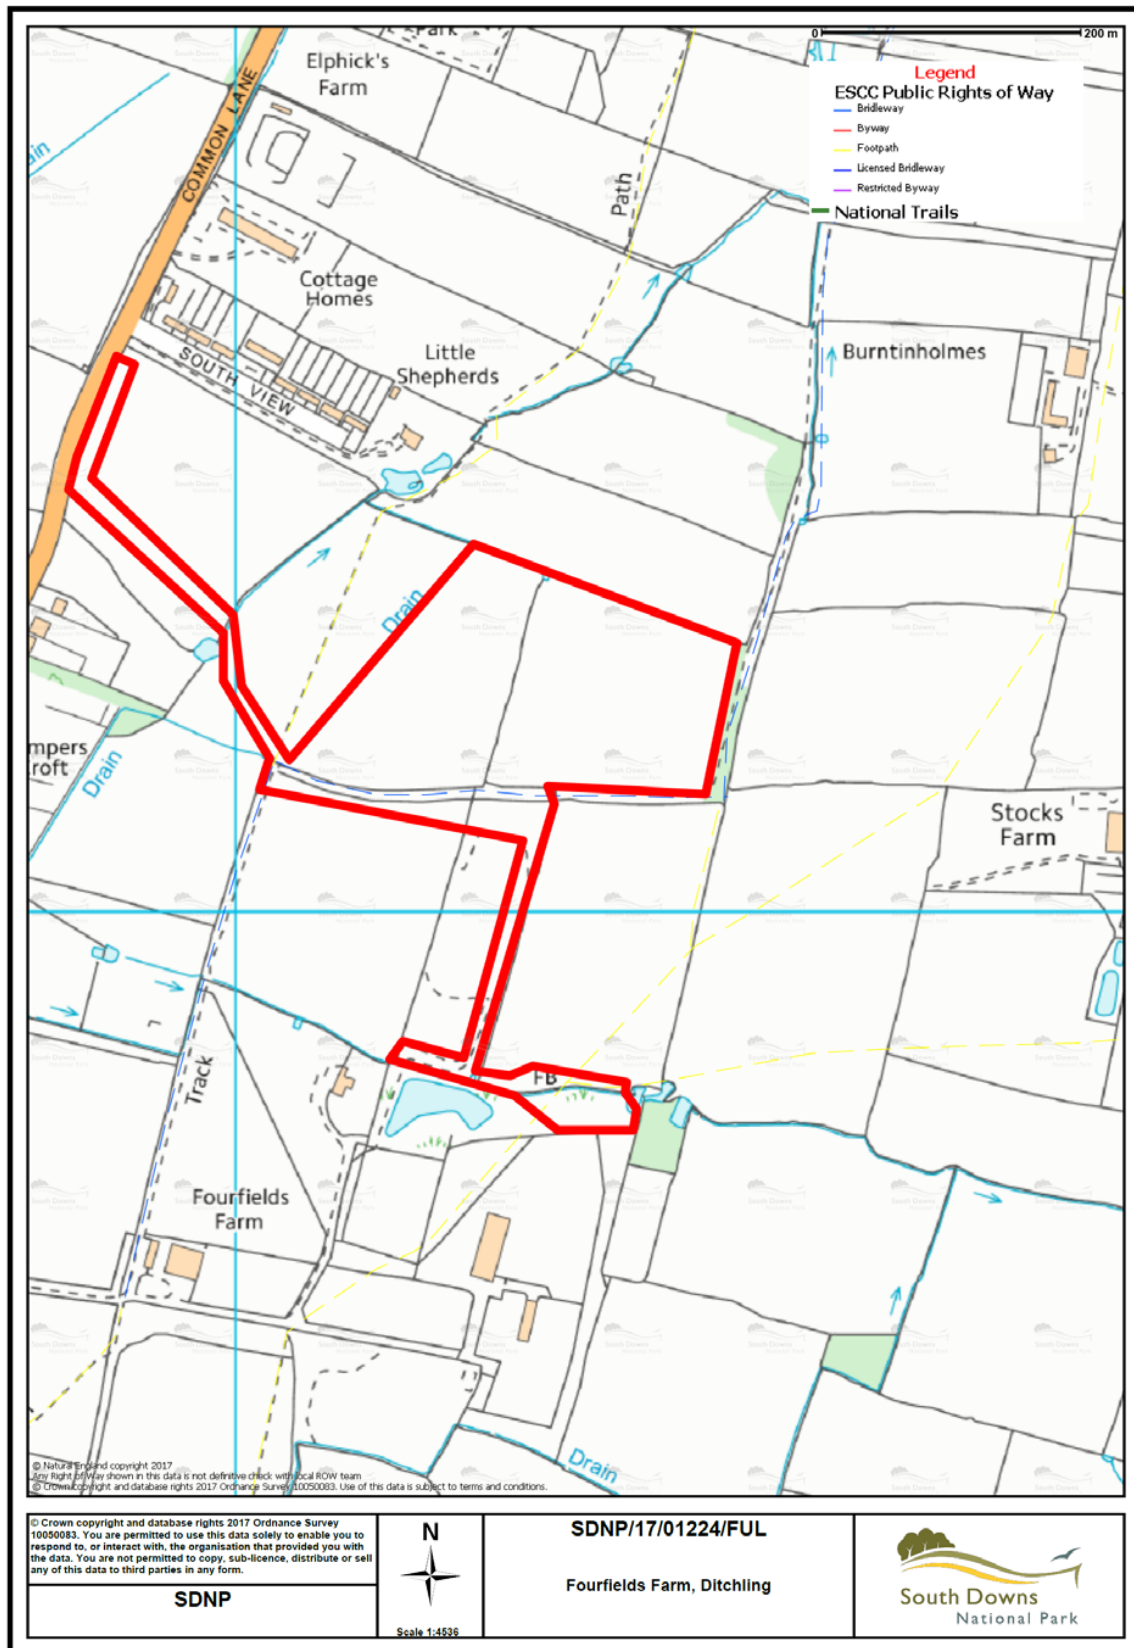 Park
0
200 m
Elphick's
Farm
Legend
ESCC Public Rights of Way
Bridleway
Byway
Footpath
Licensed Bridleway
Restricted Byway
National Trails
COMMON LANE
Path
Cottage
Homes
SOUTH VIEW
Little
Shepherds
Burntinholmes
Drain
mpers
roft
Drain
Stocks
Farm
Track
FB
Fourfields
Farm
Drain
© Natural England copyright 2017
Any Right of Way shown in this data is not definitive check with local ROW team
© Crown copyright and database rights 2017 Ordnance Survey 10050083. Use of this data is subject to terms and conditions.
© Crown copyright and database rights 2017 Ordnance Survey
10050083. You are permitted to use this data solely to enable you to
respond to, or interact with, the organisation that provided you with
the data. You are not permitted to copy, sub-licence, distribute or sell
any of this data to third parties in any form.
SDNP
N
Scale 1:4536
SDNP/17/01224/FUL
Fourfields Farm, Ditchling
South Downs
National Park